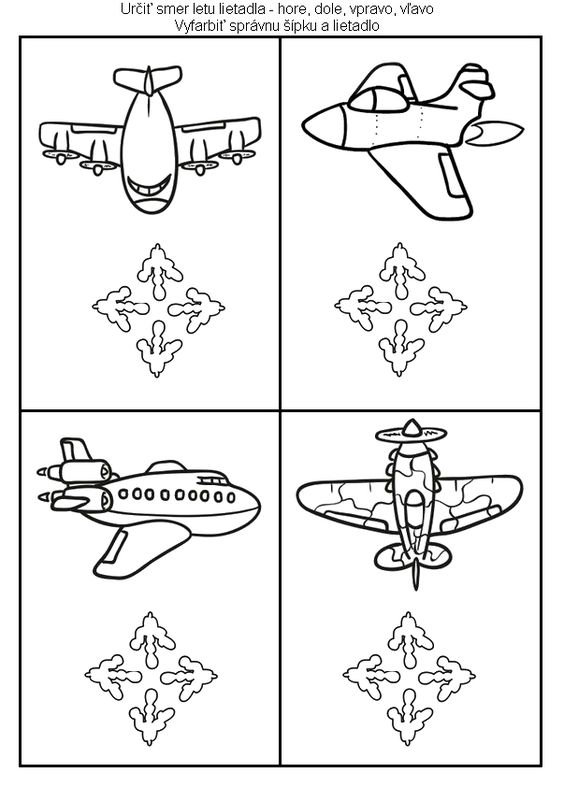 Určiť smer letu lietadla - hore, dole, vpravo, vľavo
Vyfarbiť správnu šípku a lietadlo